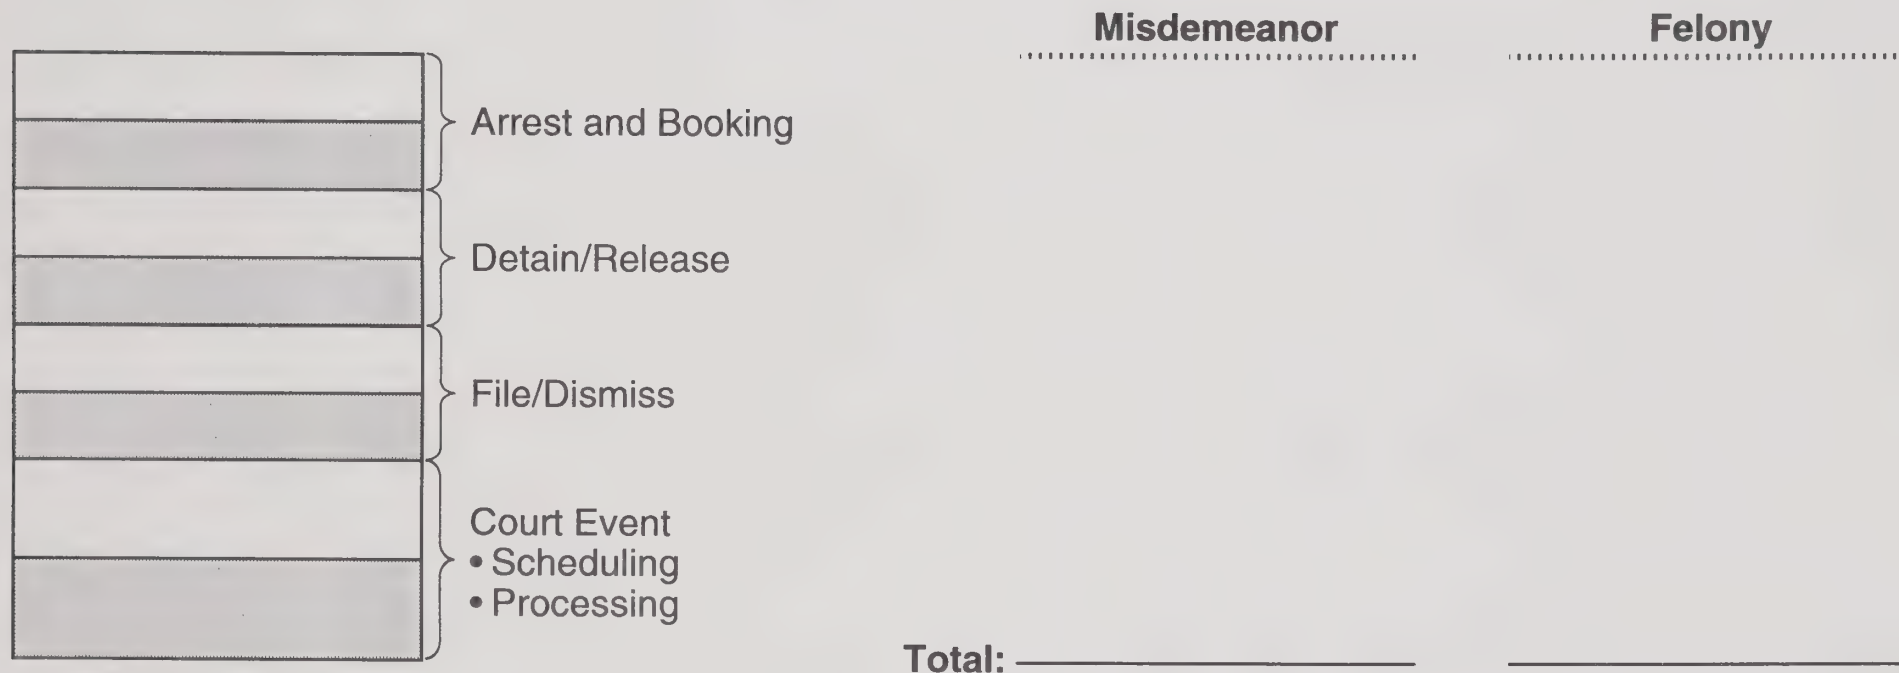 Misdemeanor Felony
Arrest and Booking
Detain/Release
File/Dismiss
Court Event
• Scheduling
• Processing
Total: